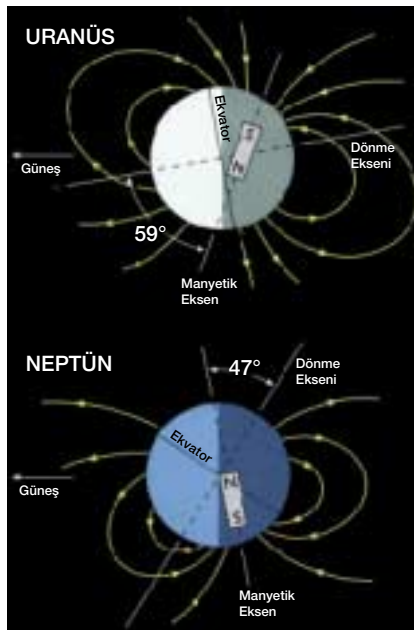 URANÜS
Ekvator
S
N
Dönme
Ekseni
Güneş
59°
Manyetik
Eksen
NEPTÜN
47°
Dönme
Ekseni
Ekvator
N
S
Güneş
Manyetik
Eksen